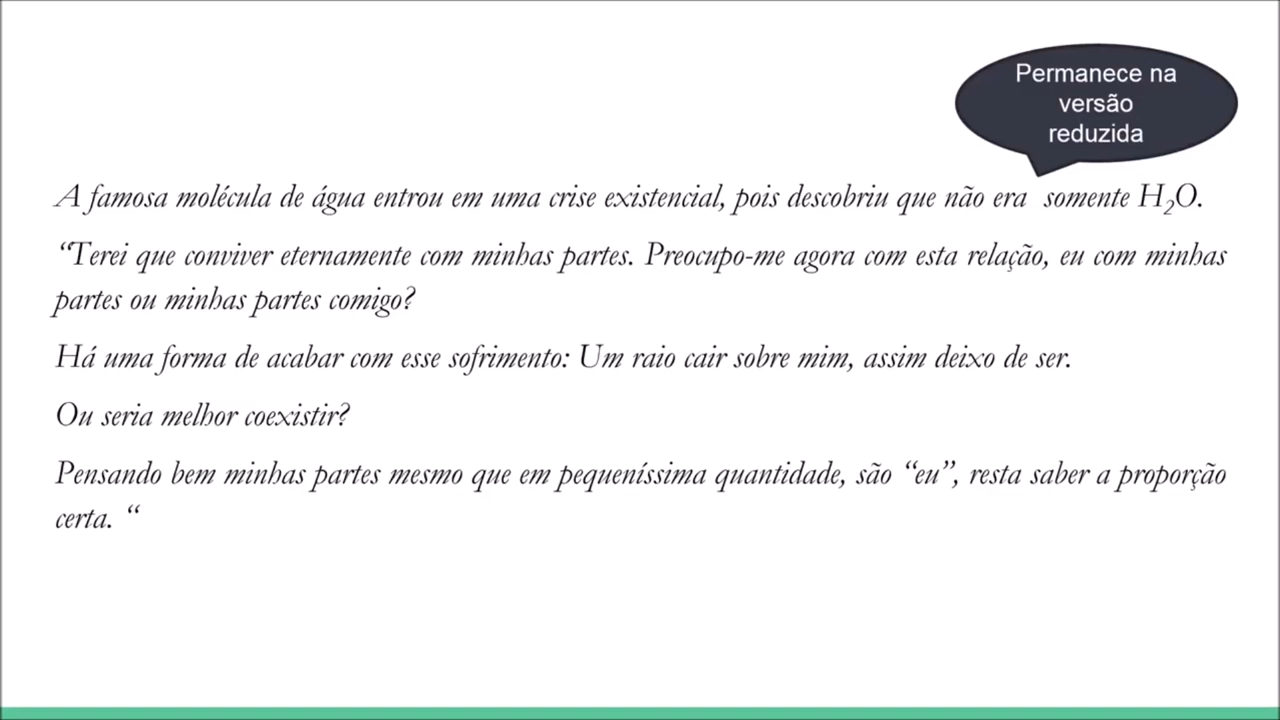 Permanece na
versão
reduzida
A famosa molécula de água entrou em uma crise existencial, pois descobriu que não era somente H₂O.
“Terei que conviver eternamente com minhas partes. Preocupo-me agora com esta relação, eu com minhas
partes ou minhas partes comigo?
Há uma forma de acabar com esse sofrimento: Um raio cair sobre mim, assim deixo de ser.
Ou seria melhor coexistir?
Pensando bem minhas partes mesmo que em pequeníssima quantidade, são “eu”, resta saber a proporção
certa. “